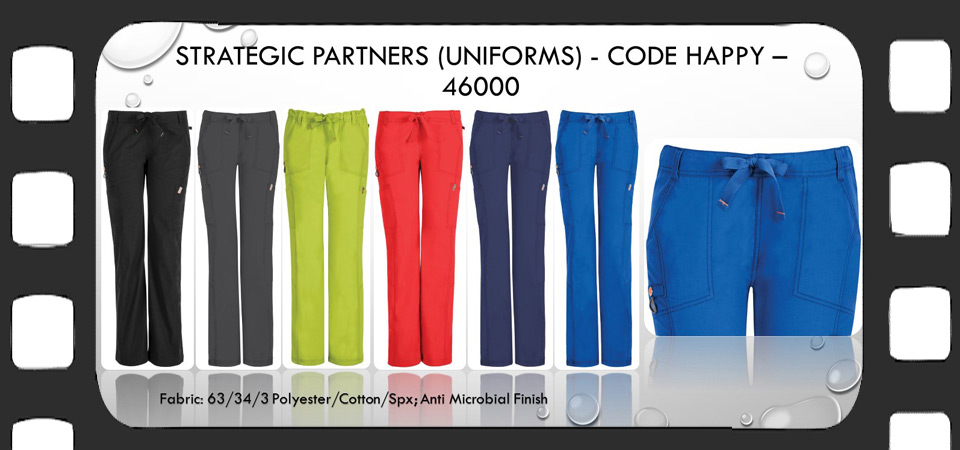 STRATEGIC PARTNERS (UNIFORMS) - CODE HAPPY –
46000
Fabric: 63/34/3 Polyester/Cotton/Spx; Anti Microbial Finish